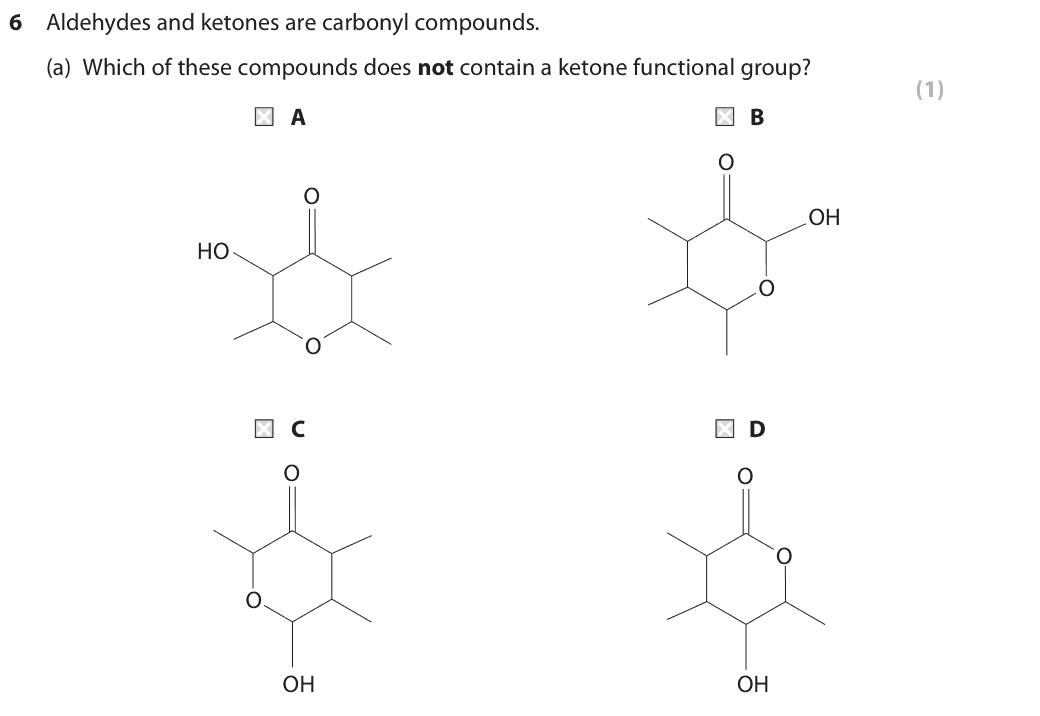 6 Aldehydes and ketones are carbonyl compounds.
(a) Which of these compounds does not contain a ketone functional group?
(1)
A
B
O
HO
O
O
OH
O
C
D
O
O
OH
O
O
OH